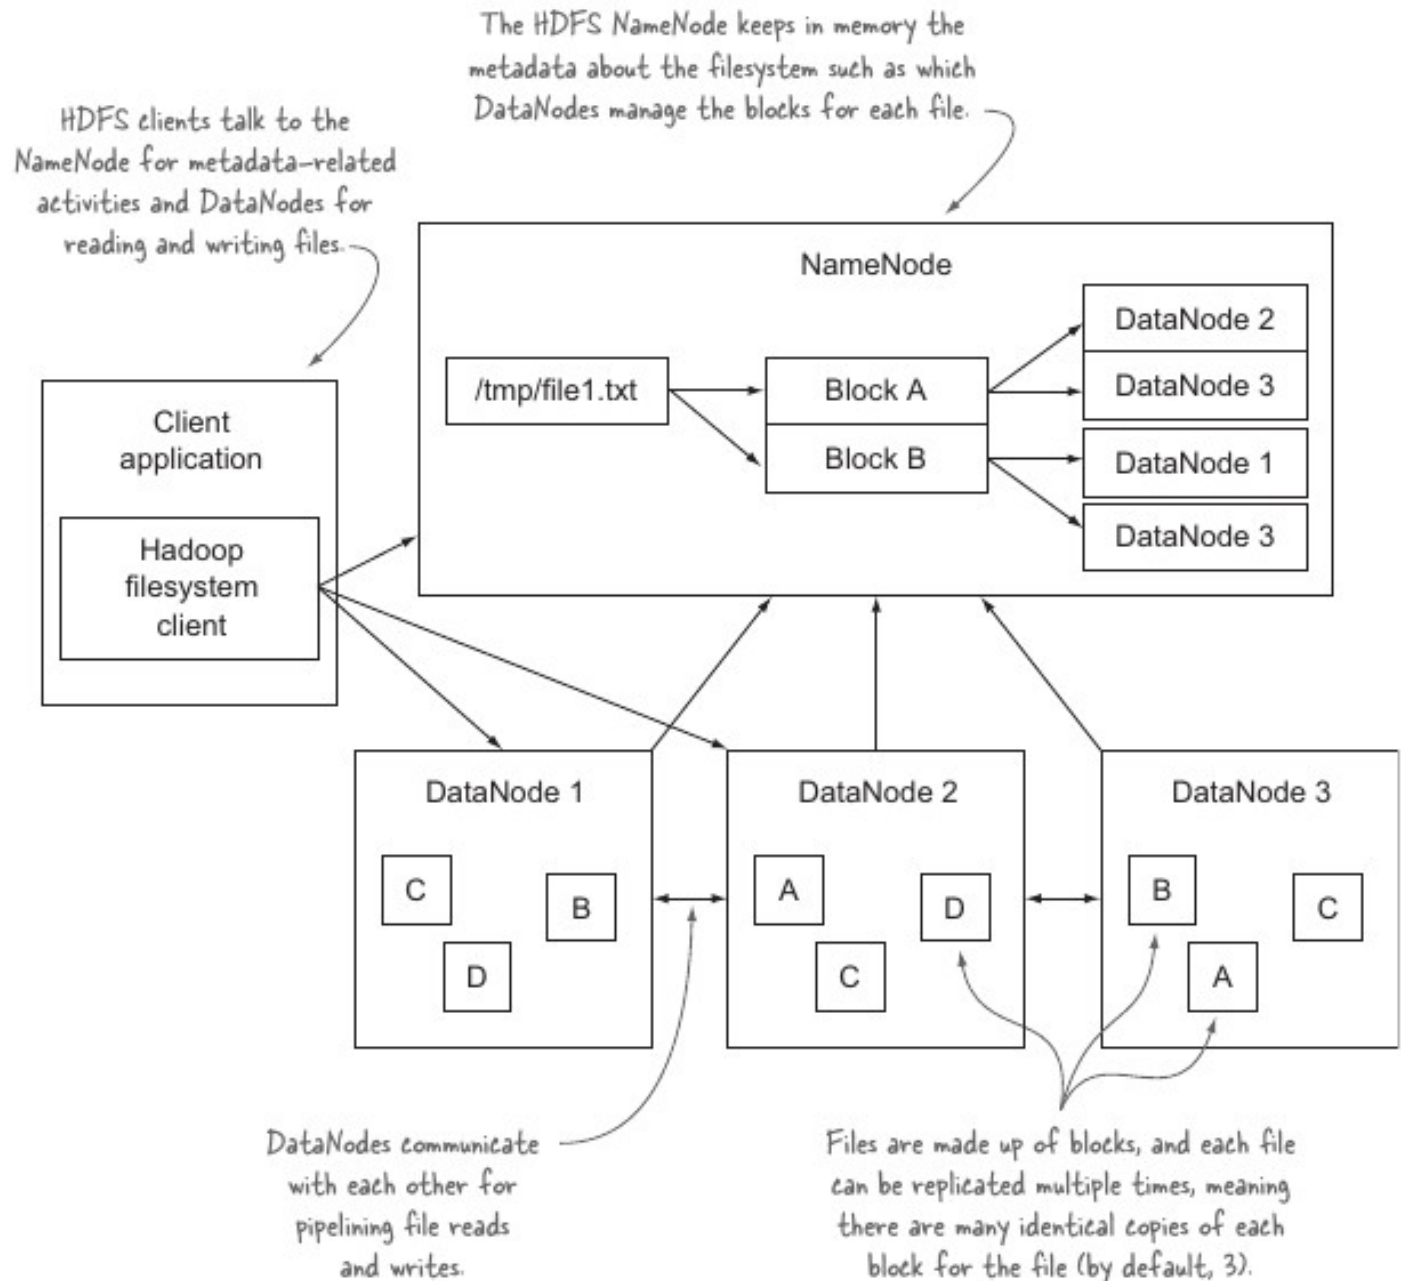 The HDFS NameNode keeps in memory the
metadata about the filesystem such as which
DataNodes manage the blocks for each file.
HDFS clients talk to the
NameNode for metadata-related
activities and DataNodes for
reading and writing files.
NameNode
DataNode 2
DataNode 3
DataNode 1
DataNode 3
/tmp/file1.txt
Block A
Block B
Client
application
Hadoop
filesystem
client
DataNode 1
C
B
D
DataNode 2
A
D
C
DataNode 3
B
C
A
DataNodes communicate
with each other for
pipelining file reads
and writes.
Files are made up of blocks, and each file
can be replicated multiple times, meaning
there are many identical copies of each
block for the file (by default, 3).